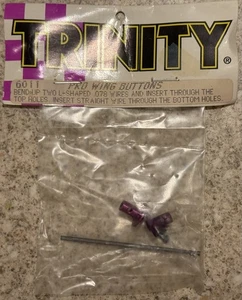 TRINITY
6011 PRO WING BUTTONS
BEND UP TWO L-SHAPED .076 WIRES AND INSERT THROUGH THE
TOP HOLES. INSERT STRAIGHT WIRE THROUGH THE BOTTOM HOLES.